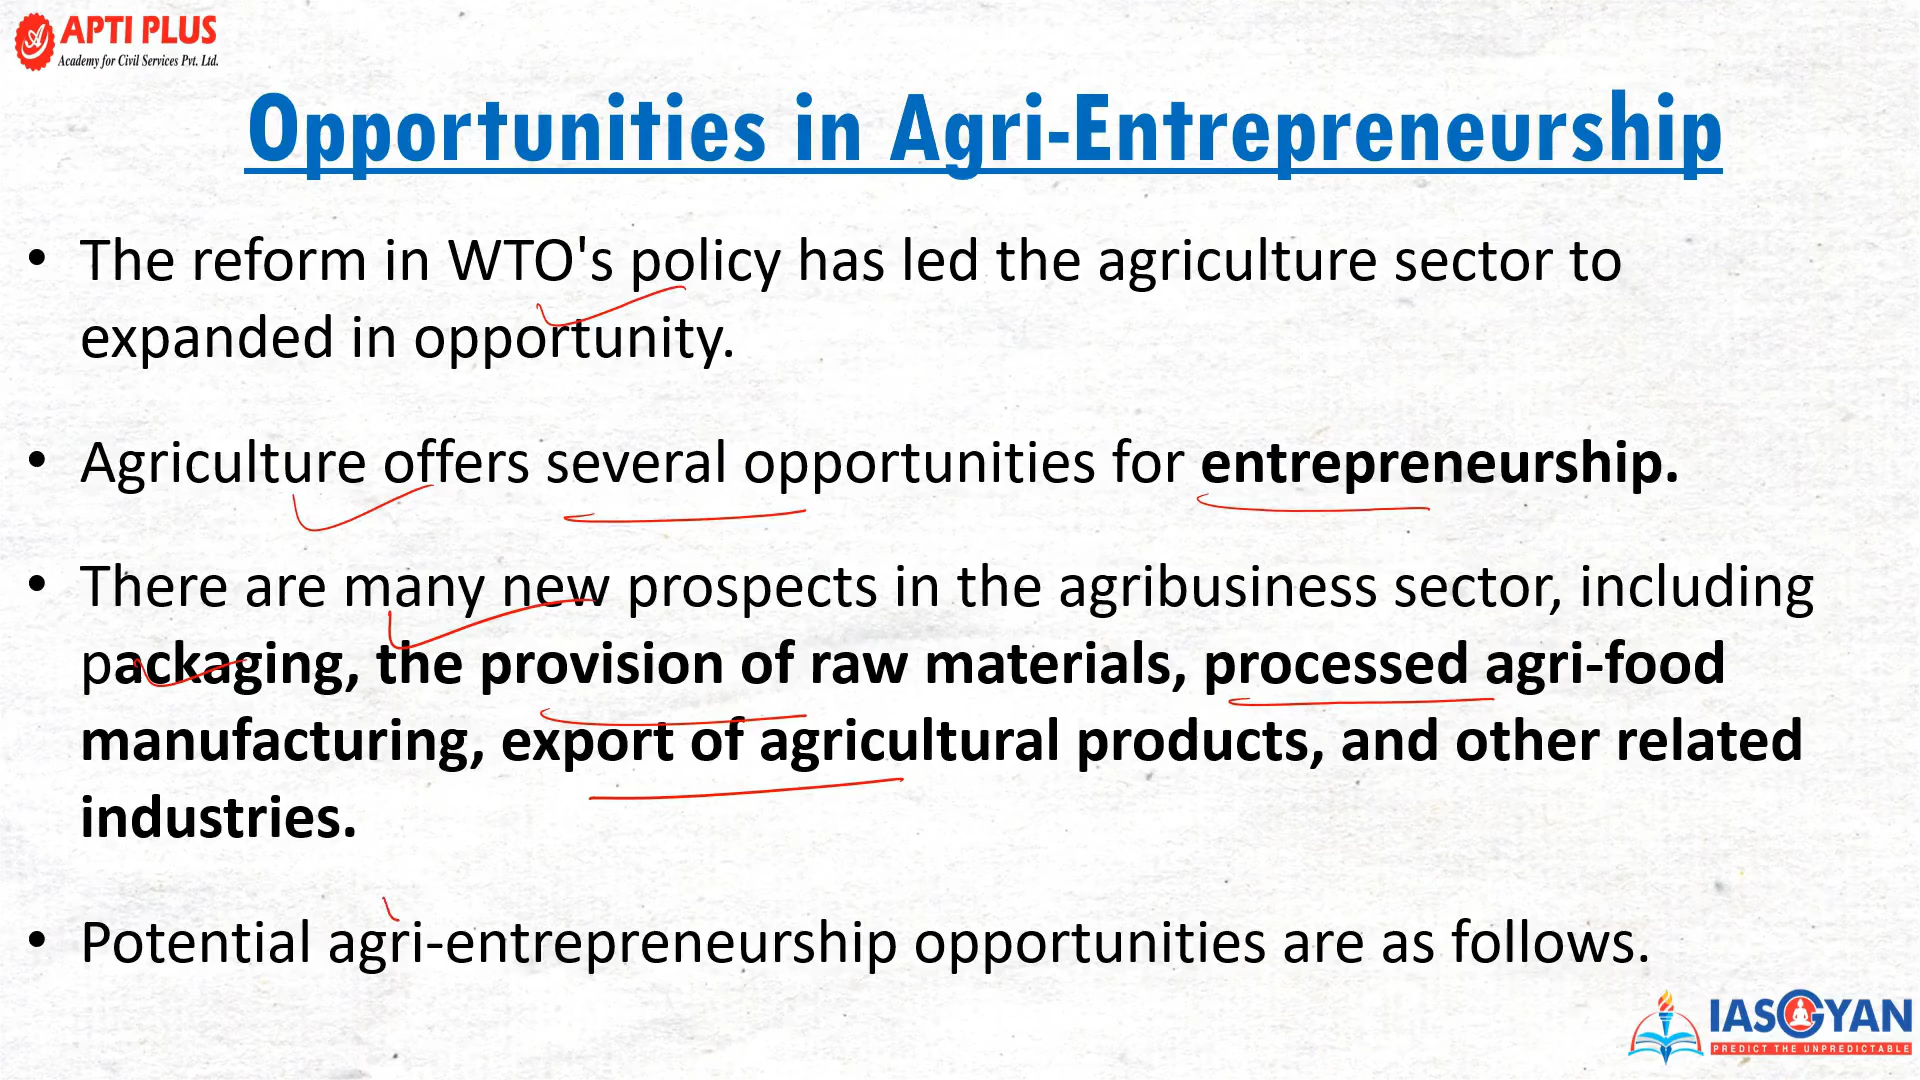 APTI PLUS
Academy for Civil Services Pvt. Ltd.
Opportunities in Agri-Entrepreneurship
• The reform in WTO's policy has led the agriculture sector to
expanded in opportunity.
• Agriculture offers several opportunities for entrepreneurship.
• There are many new prospects in the agribusiness sector, including
packaging, the provision of raw materials, processed agri-food
manufacturing, export of agricultural products, and other related
industries.
• Potential agri-entrepreneurship opportunities are as follows.
IASGYAN
PREDICT THE UNPREDICTABLE